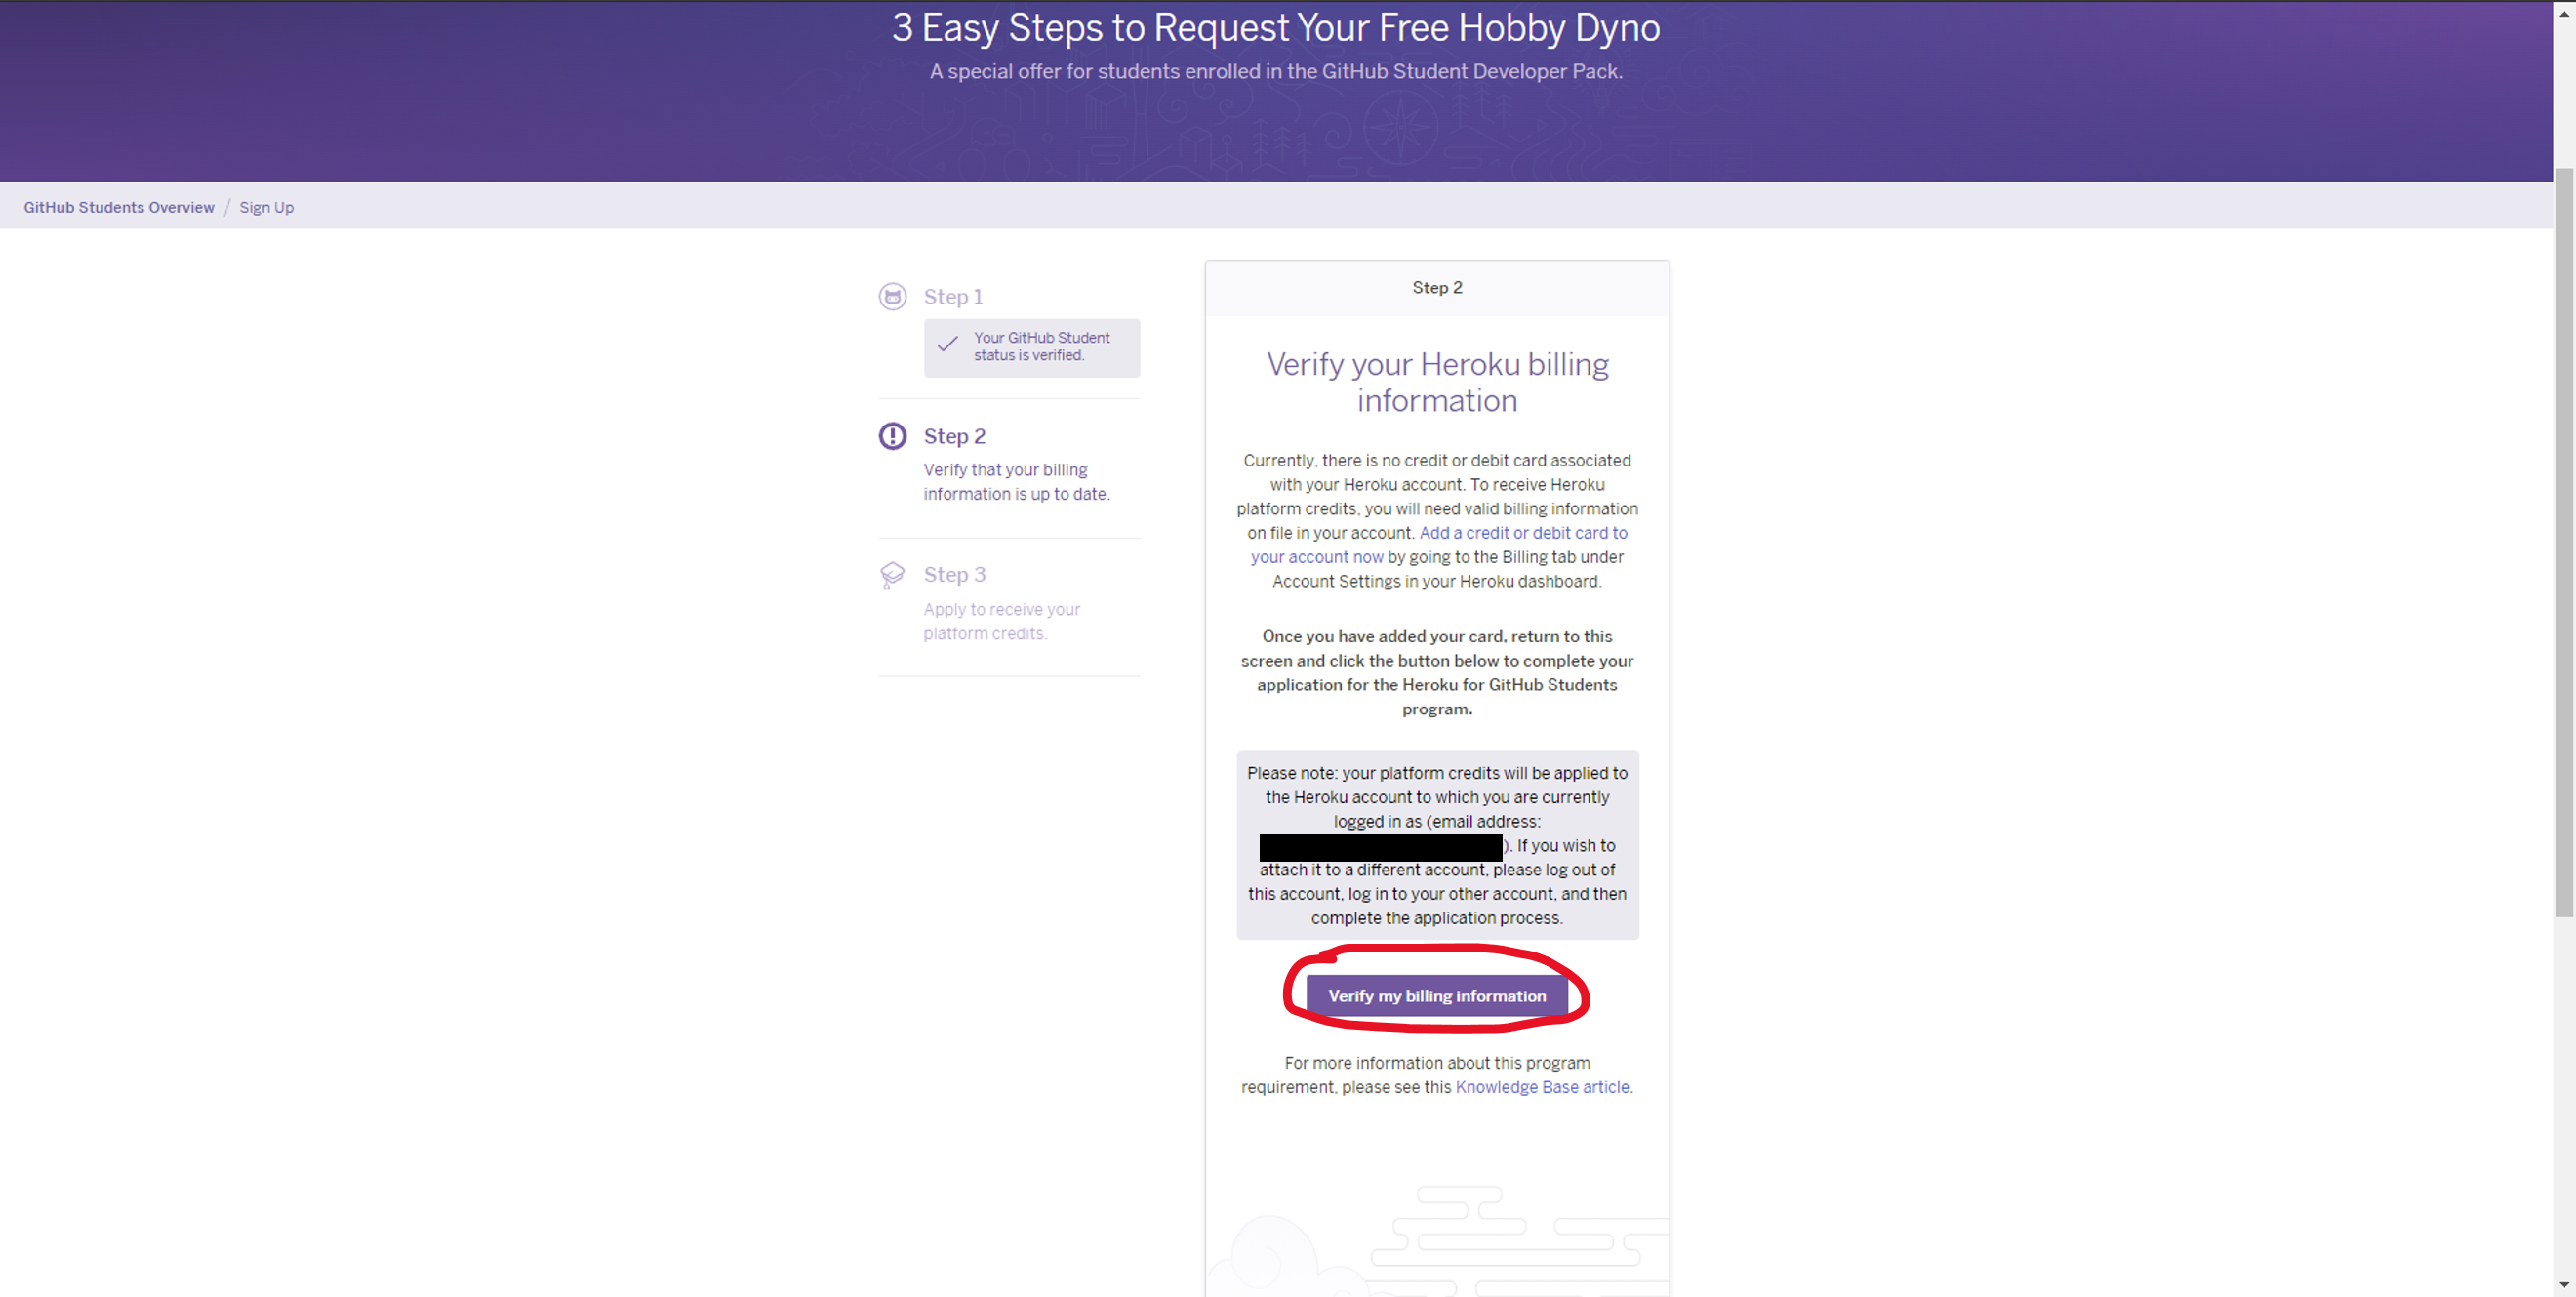 3 Easy Steps to Request Your Free Hobby Dyno
A special offer for students enrolled in the GitHub Student Developer Pack.
GitHub Students Overview / Sign Up
Step 1
Your GitHub Student
status is verified.
Step 2
Verify that your billing
information is up to date.
Step 3
Apply to receive your
platform credits.
Step 2
Verify your Heroku billing
information
Currently, there is no credit or debit card associated
with your Heroku account. To receive Heroku
platform credits, you will need valid billing information
on file in your account. Add a credit or debit card to
your account now by going to the Billing tab under
Account Settings in your Heroku dashboard.
Once you have added your card, return to this
screen and click the button below to complete your
application for the Heroku for GitHub Students
program.
Please note: your platform credits will be applied to
the Heroku account to which you are currently
logged in as (email address:
). If you wish to
attach it to a different account, please log out of
this account, log in to your other account, and then
complete the application process.
Verify my billing information
For more information about this program
requirement, please see this Knowledge Base article.